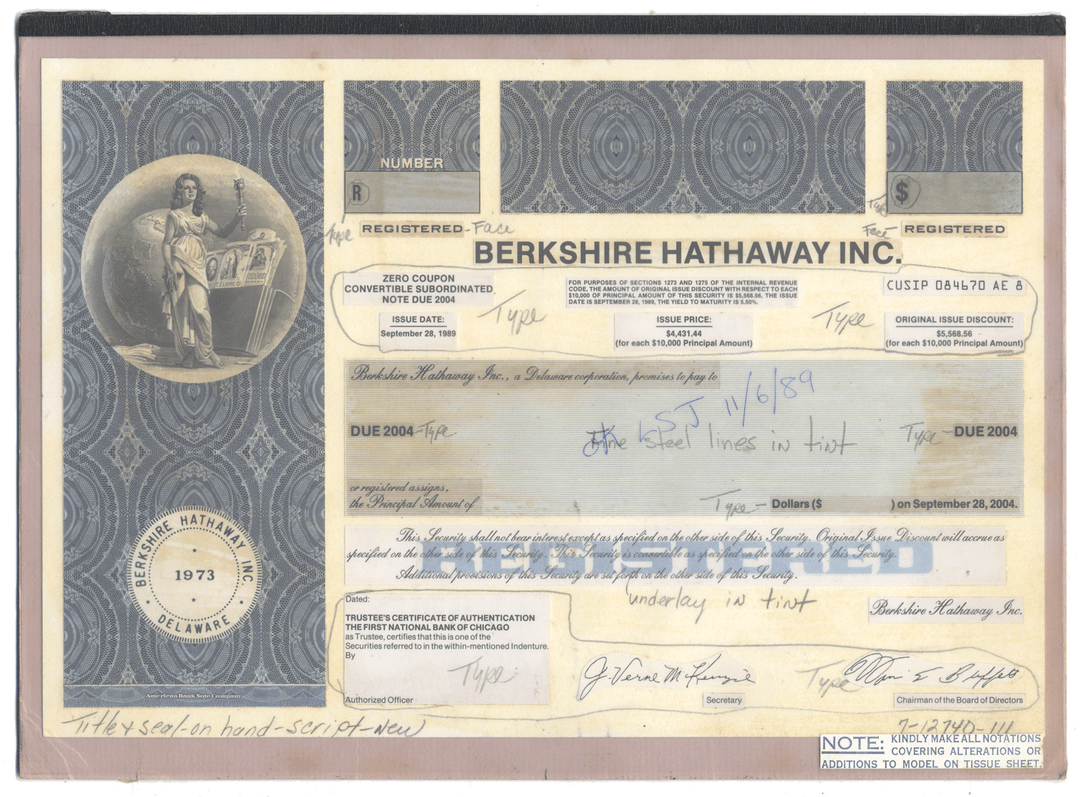 NUMBER
R
$
Type
REGISTERED
-Face
Type
Face
REGISTERED
BERKSHIRE HATHAWAY INC.
ZERO COUPON
CONVERTIBLE SUBORDINATED
NOTE DUE 2004
Type
FOR PURPOSES OF SECTIONS 1273 AND 1275 OF THE INTERNAL REVENUE
CODE, THE AMOUNT OF ORIGINAL ISSUE DISCOUNT WITH RESPECT TO EACH
$10,000 OF PRINCIPAL AMOUNT OF THIS SECURITY IS $5,568.56, THE ISSUE
DATE IS SEPTEMBER 28, 1989, THE YIELD TO MATURITY IS 5.50%.
CUSIP 084670 AE 8
ISSUE DATE:
September 28, 1989
ISSUE PRICE:
$4,431.44
(for each $10,000 Principal Amount)
Type
ORIGINAL ISSUE DISCOUNT:
$5,568.56
(for each $10,000 Principal Amount)
Berkshire Hathaway Inc., a Delaware corporation, promises to pay to
OK SJ 11/6/89
DUE 2004 -Type
Fine steel lines in tint
Type- DUE 2004
or registered assigns,
the Principal Amount of
Type- Dollars ($ ) on September 28, 2004.
This Security shall not bear interest except as specified on the other side of this Security. Original Issue Discount will accrue as
specified on the other side of this Security. This Security is convertible as specified on the other side of this Security.
Additional provisions of this Security are set forth on the other side of this Security.
REGISTERED
underlay in tint
BERKSHIRE HATHAWAY INC.
1973
DELAWARE
Berkshire Hathaway Inc.
Dated:
TRUSTEE'S CERTIFICATE OF AUTHENTICATION
THE FIRST NATIONAL BANK OF CHICAGO
as Trustee, certifies that this is one of the
Securities referred to in the within-mentioned Indenture.
By
Type
Authorized Officer
J. Verne McKenzie
Secretary
Type
Warren E Buffett
Chairman of the Board of Directors
American Bank Note Company
Title & seal-on hand-script-new
NOTE: KINDLY MAKE ALL NOTATIONS
COVERING ALTERATIONS OR
ADDITIONS TO MODEL ON TISSUE SHEET.